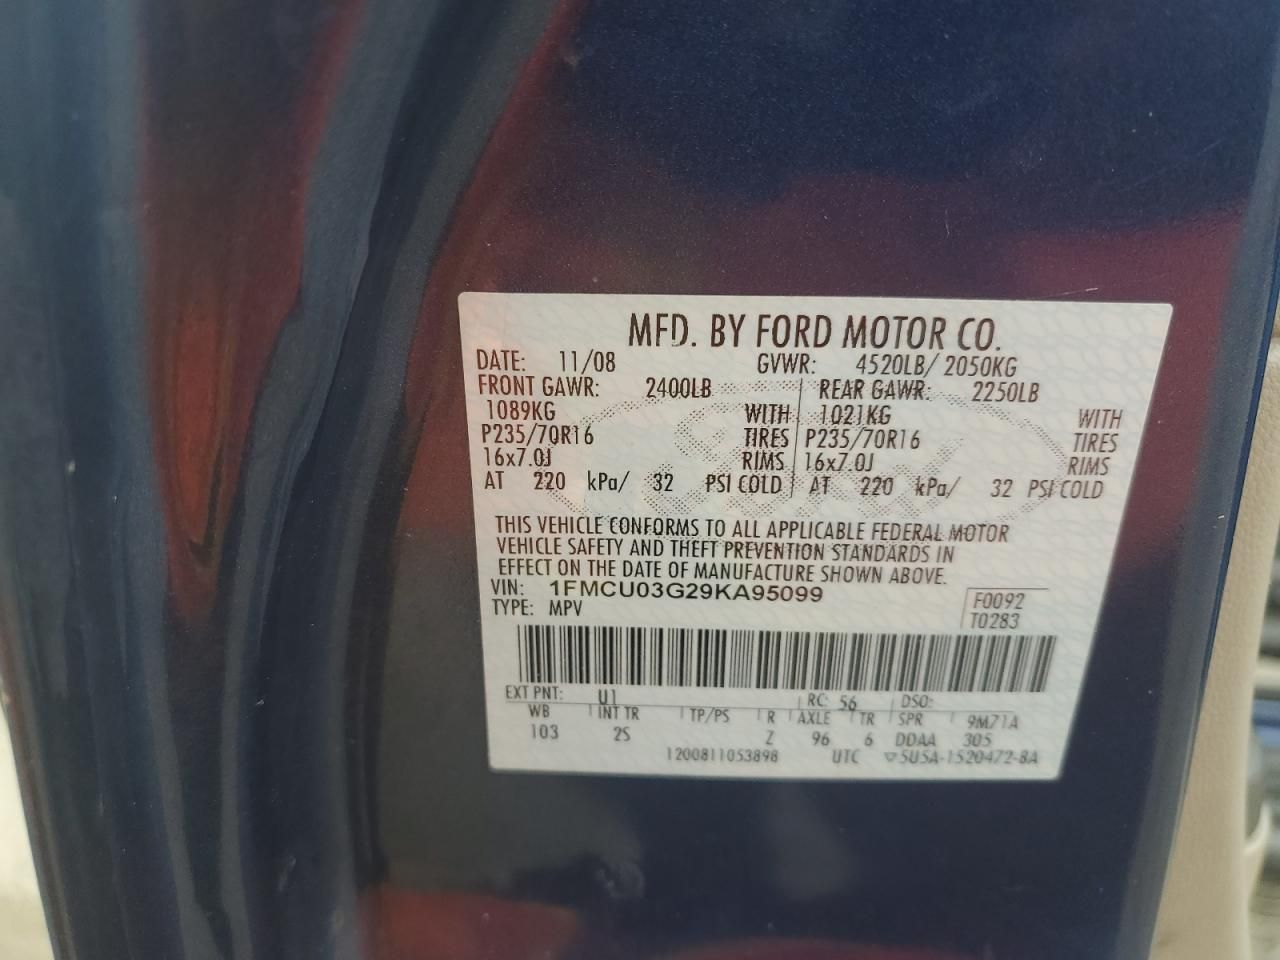 MFD. BY FORD MOTOR CO.
DATE: 11/08 GVWR: 4520LB/ 2050KG
FRONT GAWR: 2400LB REAR GAWR: 2250LB
1089KG WITH 1021KG WITH
P235/70R16 TIRES P235/70R16 TIRES
16x7.0J RIMS 16x7.0J RIMS
AT 220 kPa/ 32 PSI COLD AT 220 kPa/ 32 PSI COLD
THIS VEHICLE CONFORMS TO ALL APPLICABLE FEDERAL MOTOR
VEHICLE SAFETY AND THEFT PREVENTION STANDARDS IN
EFFECT ON THE DATE OF MANUFACTURE SHOWN ABOVE.
VIN: 1FMCU03G29KA95099 F0092
TYPE: MPV T0283
EXT PNT: U1 RC: 56 DSO:
WB INT TR TP/PS R AXLE TR SPR 9M71A
103 2S Z 96 6 DDAA 305
1200811053898 UTC ▽5U5A-1520472-BA